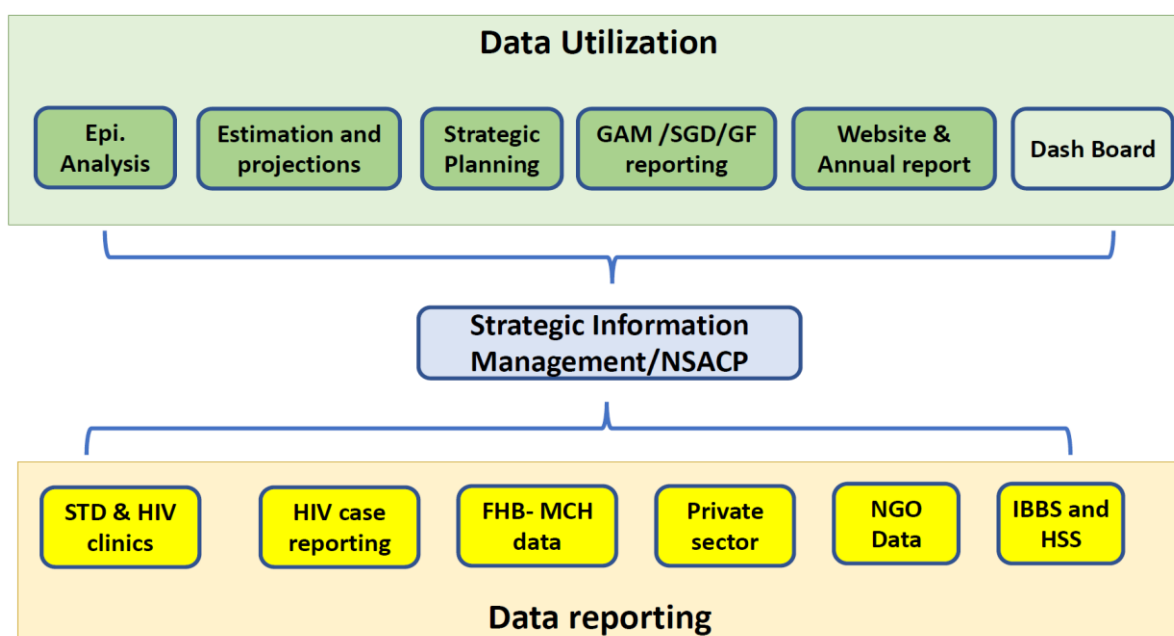 Data Utilization
Epi.
Analysis
Estimation and
projections
Strategic
Planning
GAM /SGD/GF
reporting
Website &
Annual report
Dash Board
Strategic Information
Management/NSACP
STD & HIV
clinics
HIV case
reporting
FHB- MCH
data
Private
sector
NGO
Data
IBBS and
HSS
Data reporting